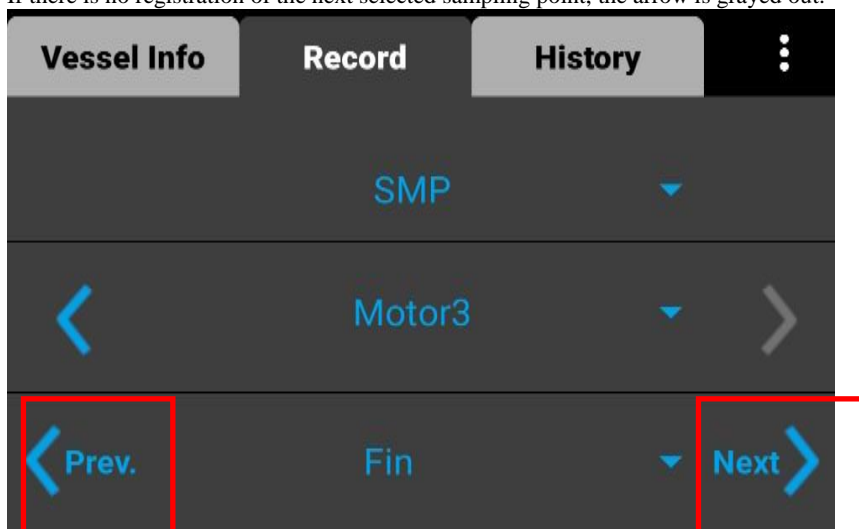 If there is no registration of the next selected sampling point, the arrow is grayed out.
Vessel Info Record History
SMP
Motor3
Prev. Fin Next